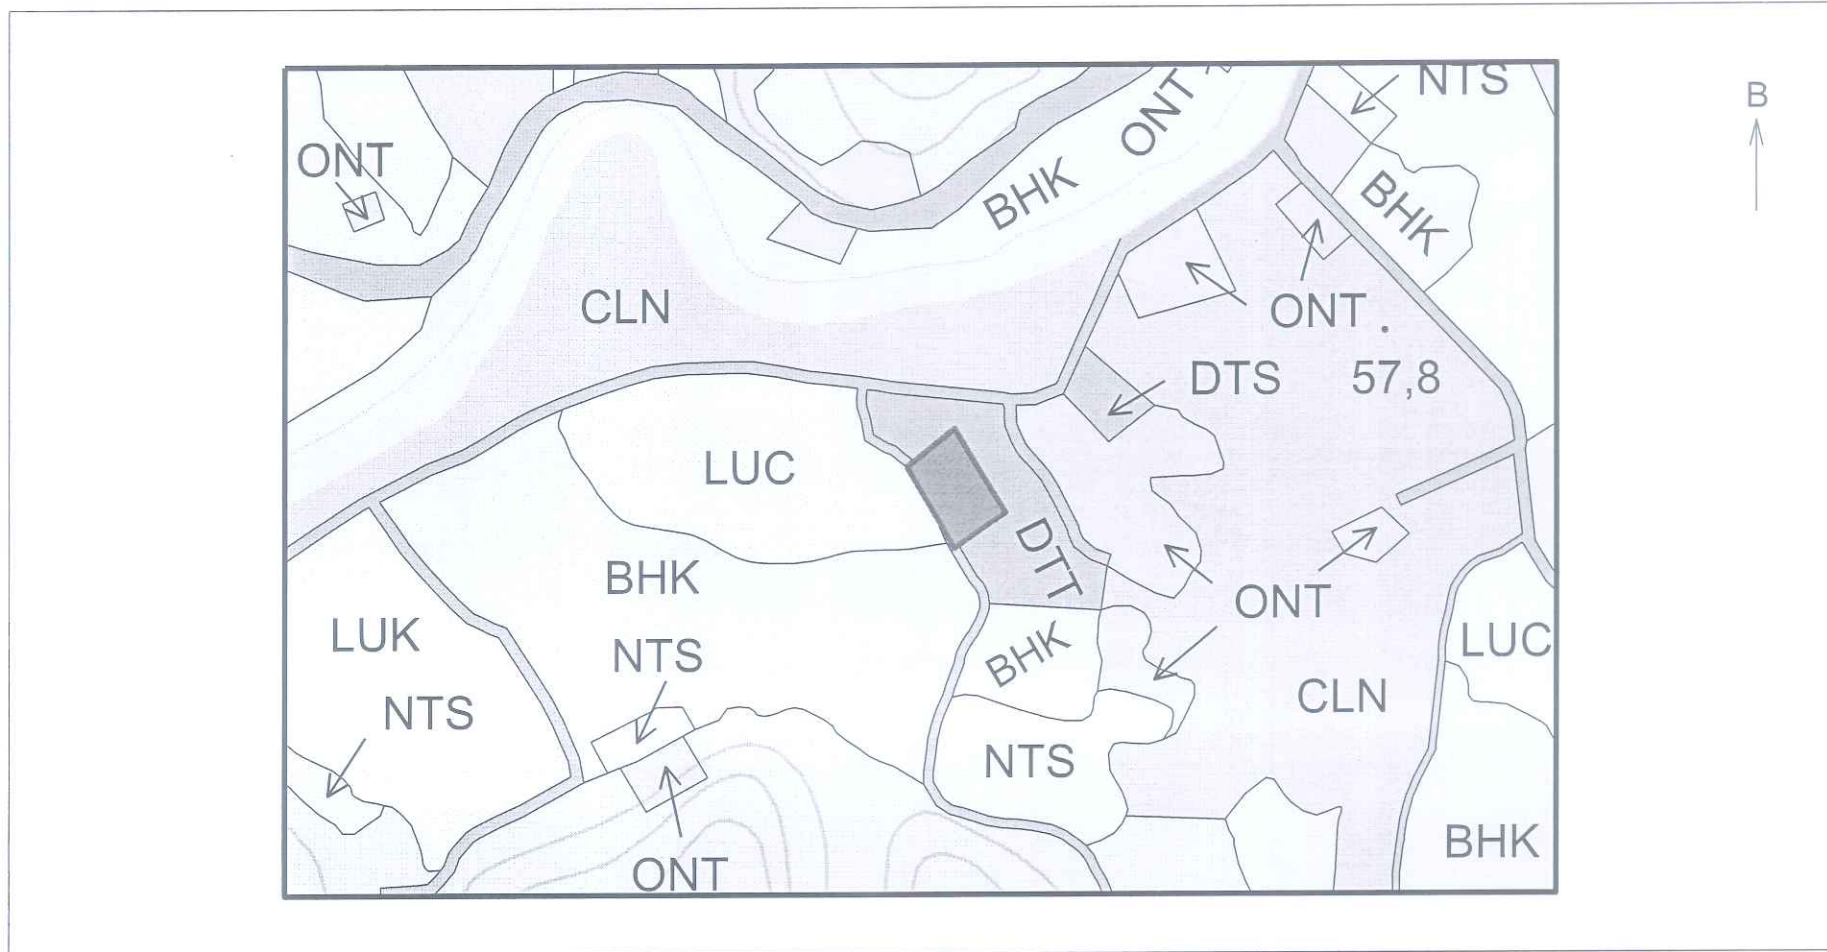 NTS
B
ONT
ONT
BHK
BHK
CLN
ONT
DTS
57,8
LUC
DTT
BHK
ONT
LUK
NTS
BHK
LUC
NTS
CLN
NTS
BHK
ONT